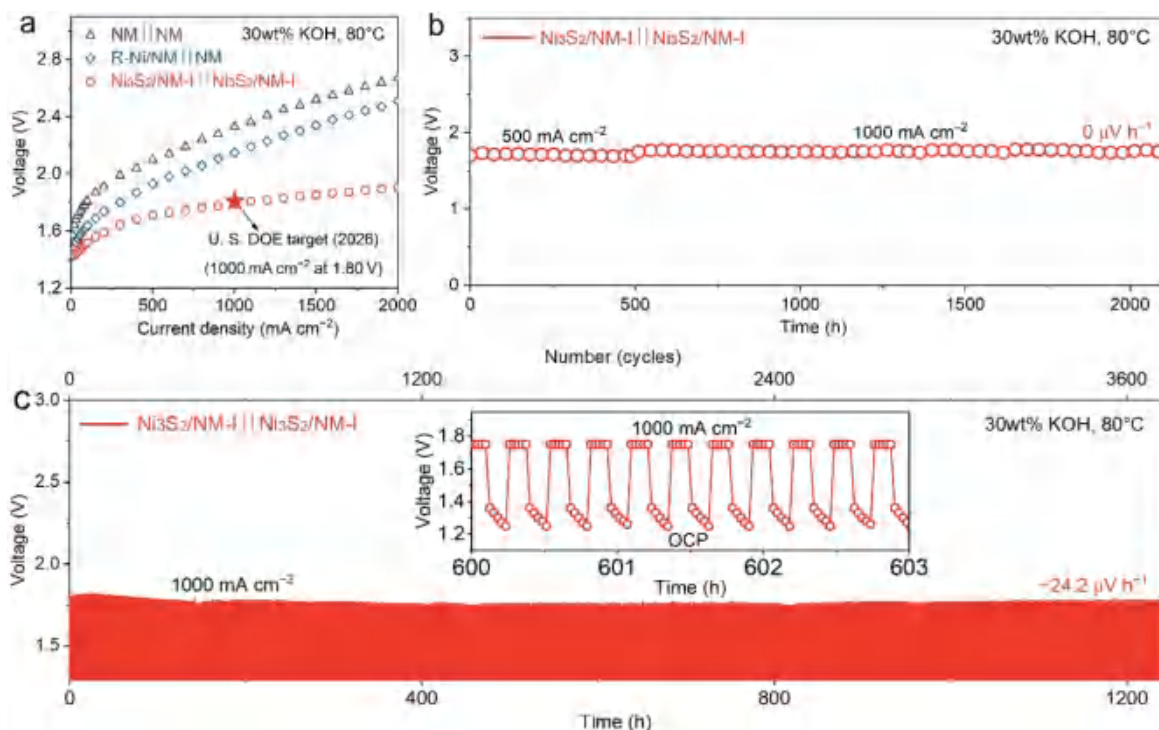 a
NM||NM
30wt% KOH, 80°C
R-Ni/NM||NM
Ni₃S₂/NM-I||Ni₃S₂/NM-I
2.8
2.4
2.0
1.6
1.2
Voltage (V)
U. S. DOE target (2026)
(1000 mA cm⁻² at 1.80 V)
0 500 1000 1500 2000
Current density (mA cm⁻²)
b
Ni₃S₂/NM-I||Ni₃S₂/NM-I
30wt% KOH, 80°C
3
2
1
0
Voltage (V)
500 mA cm⁻²
1000 mA cm⁻²
0 μV h⁻¹
0 500 1000 1500 2000
Time (h)
Number (cycles)
0 1200 2400 3600
c
Ni3S₂/NM-I||Ni₃S₂/NM-I
30wt% KOH, 80°C
3.0
2.5
2.0
1.5
Voltage (V)
1000 mA cm⁻²
1.8
1.6
1.4
1.2
Voltage (V)
OCP
600 601 602 603
Time (h)
1000 mA cm⁻²
−24.2 μV h⁻¹
0 400 800 1200
Time (h)